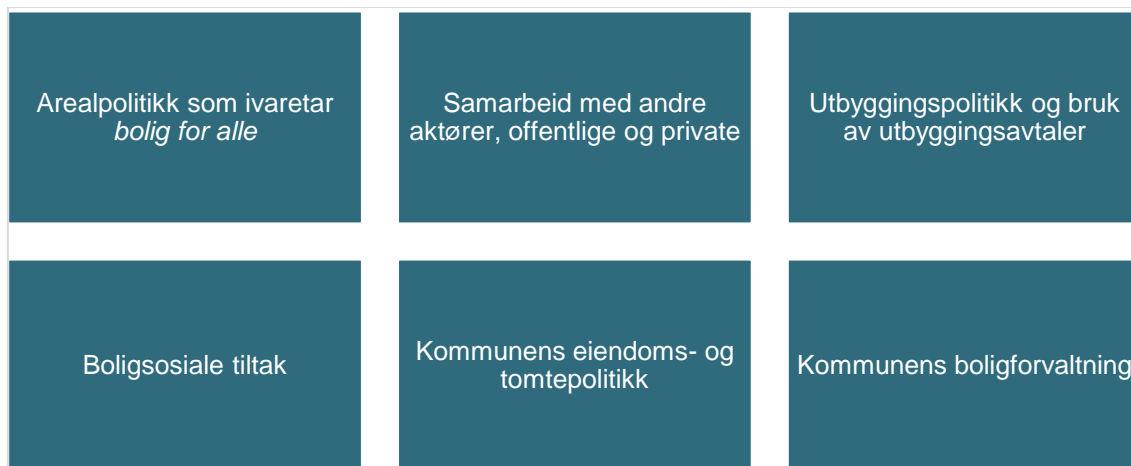 Arealpolitikk som ivaretar
bolig for alle
Samarbeid med andre
aktører, offentlige og private
Utbyggingspolitikk og bruk
av utbyggingsavtaler
Boligsosiale tiltak
Kommunens eiendoms- og
tomtepolitikk
Kommunens boligforvaltning